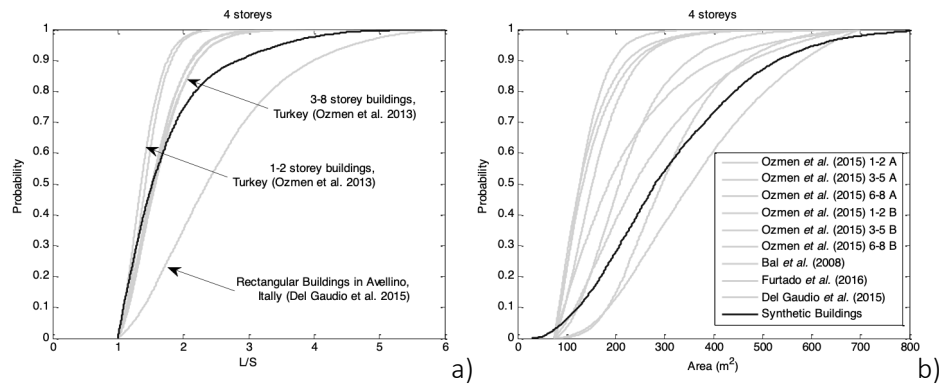 4 storeys
1
0.9
0.8
0.7
0.6
0.5
0.4
0.3
0.2
0.1
0
Probability
0
1
2
3
4
5
6
L/S
3-8 storey buildings,
Turkey (Ozmen et al. 2013)
1-2 storey buildings,
Turkey (Ozmen et al. 2013)
Rectangular Buildings in Avellino,
Italy (Del Gaudio et al. 2015)
a)
4 storeys
1
0.9
0.8
0.7
0.6
0.5
0.4
0.3
0.2
0.1
0
Probability
0
100
200
300
400
500
600
700
800
Area (m²)
Ozmen et al. (2015) 1-2 A
Ozmen et al. (2015) 3-5 A
Ozmen et al. (2015) 6-8 A
Ozmen et al. (2015) 1-2 B
Ozmen et al. (2015) 3-5 B
Ozmen et al. (2015) 6-8 B
Bal et al. (2008)
Furtado et al. (2016)
Del Gaudio et al. (2015)
Synthetic Buildings
b)